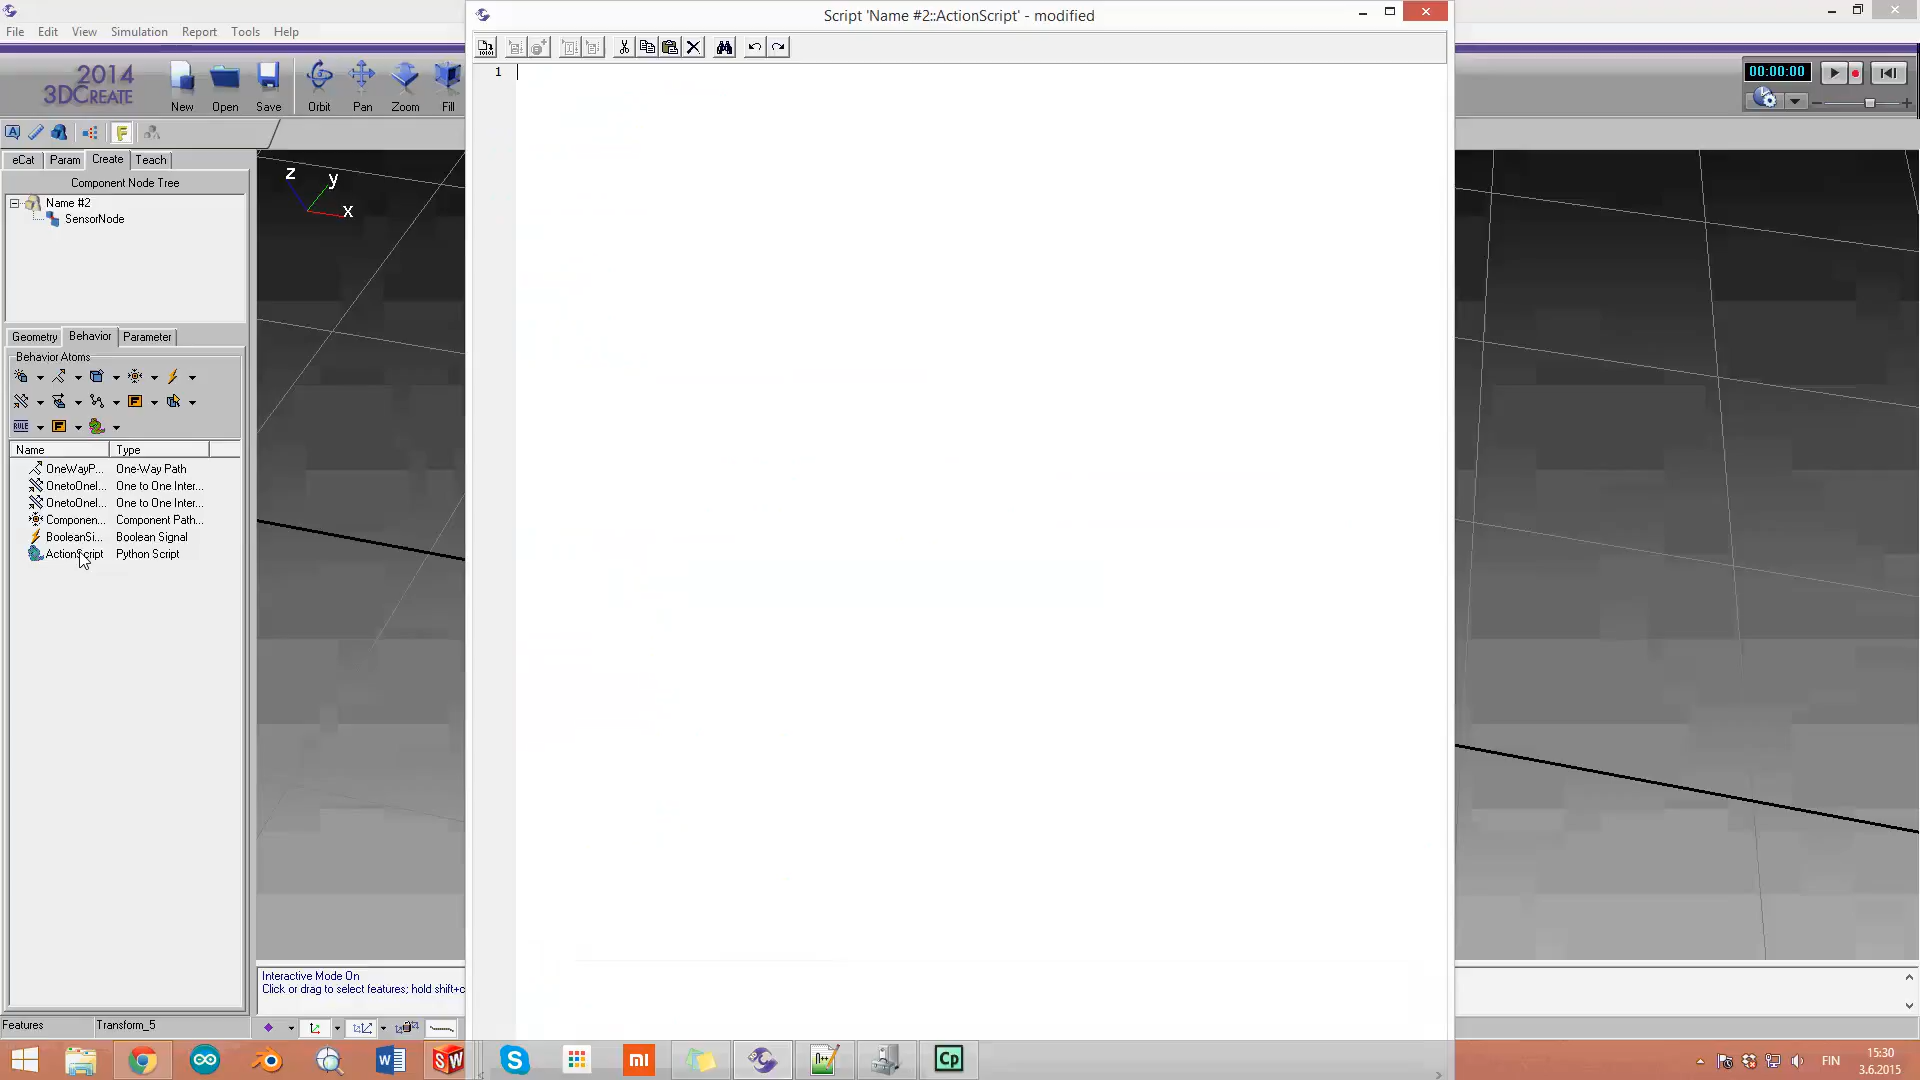 Script 'Name #2::ActionScript' - modified
File Edit View Simulation Report Tools Help
2014
3DCREATE
New Open Save Orbit Pan Zoom Fill
00:00:00
1
eCat Param Create Teach
Component Node Tree
Name #2
SensorNode
z y x
Geometry Behavior Parameter
Behavior Atoms
RULE
Name Type
OneWayP... One-Way Path
OnetoOneI... One to One Inter...
OnetoOneI... One to One Inter...
Componen... Component Path...
BooleanSi... Boolean Signal
ActionScript Python Script
Interactive Mode On
Click or drag to select features; hold shift+c
Features Transform_5
W SW S mi Cp
FIN
15:30
3.6.2015